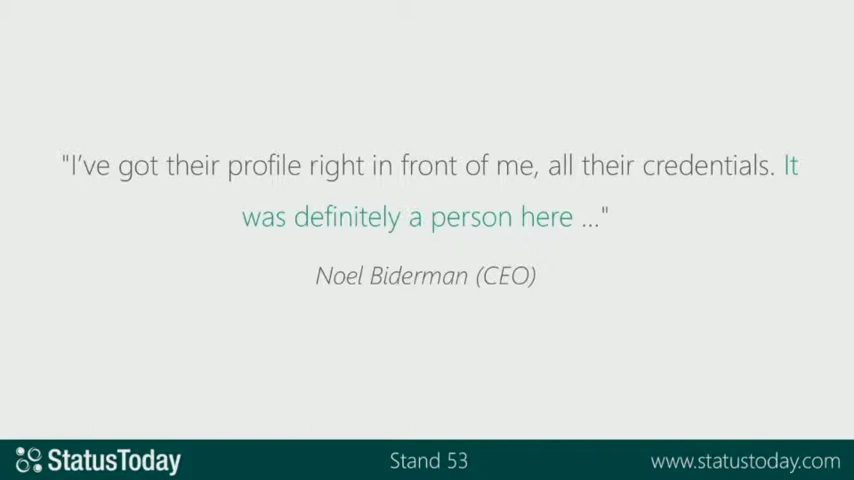 "I've got their profile right in front of me, all their credentials. It
was definitely a person here ..."
Noel Biderman (CEO)
StatusToday
Stand 53
www.statustoday.com